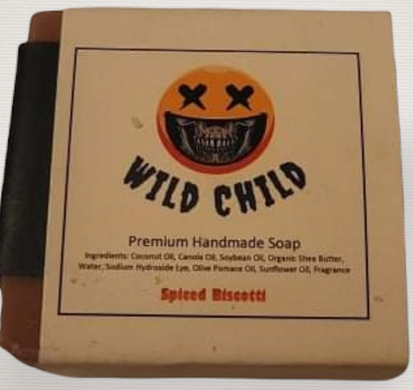 WILD CHILD
Premium Handmade Soap
Ingredients: Coconut Oil, Canola Oil, Soybean Oil, Organic Shea Butter,
Water, Sodium Hydroxide Lye, Olive Pomace Oil, Sunflower Oil, Fragrance
Spiced Biscotti